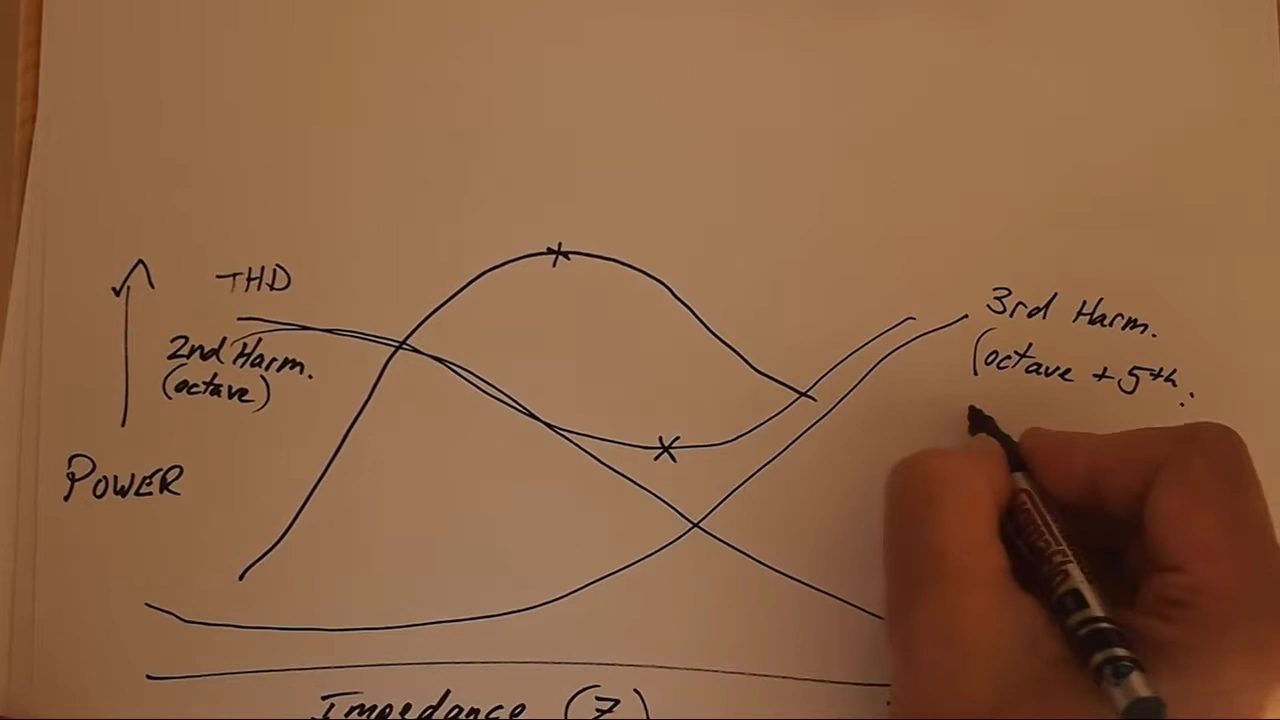 THD
2nd Harm.
(octave)
POWER
3rd Harm.
(octave + 5th
Impedance (Z)